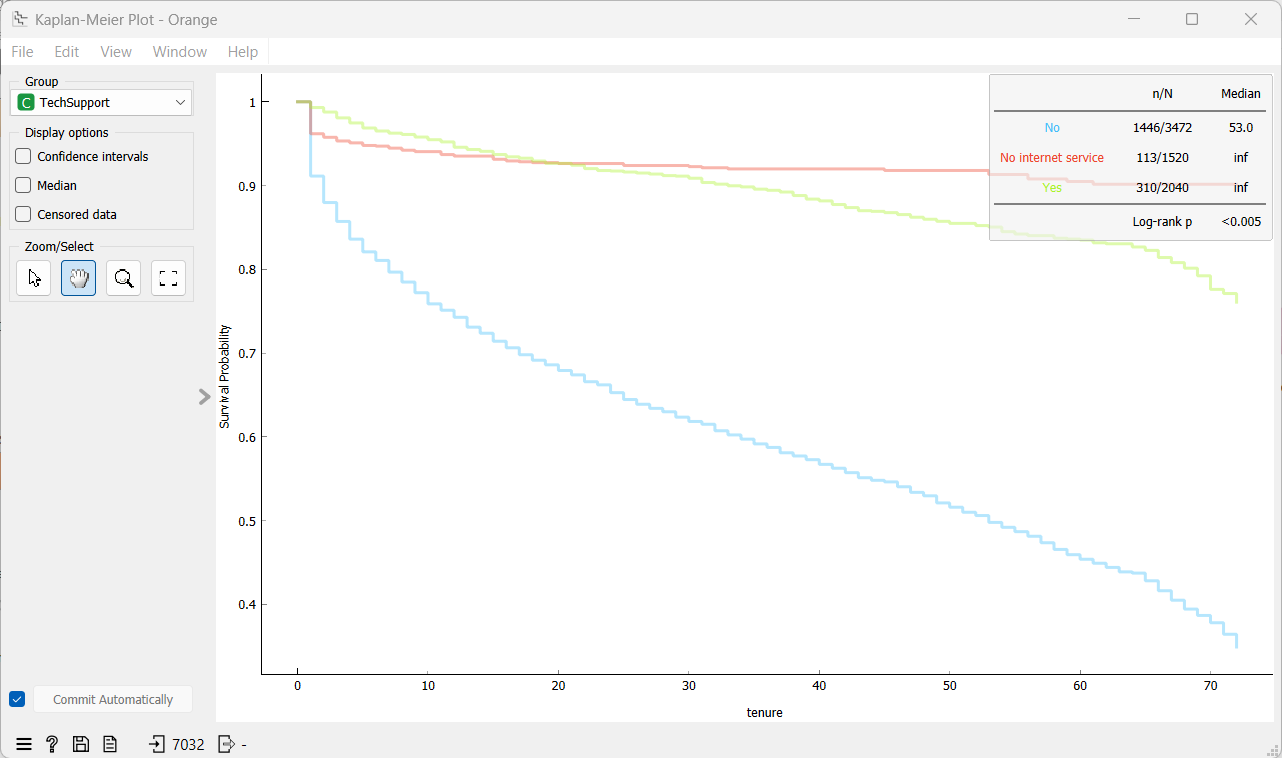 Kaplan-Meier Plot - Orange
File Edit View Window Help
Group
C TechSupport
Display options
Confidence intervals
Median
Censored data
Zoom/Select
Commit Automatically
7032 -
Survival Probability
1
0.9
0.8
0.7
0.6
0.5
0.4
0 10 20 30 40 50 60 70
tenure
n/N Median
No 1446/3472 53.0
No internet service 113/1520 inf
Yes 310/2040 inf
Log-rank p <0.005